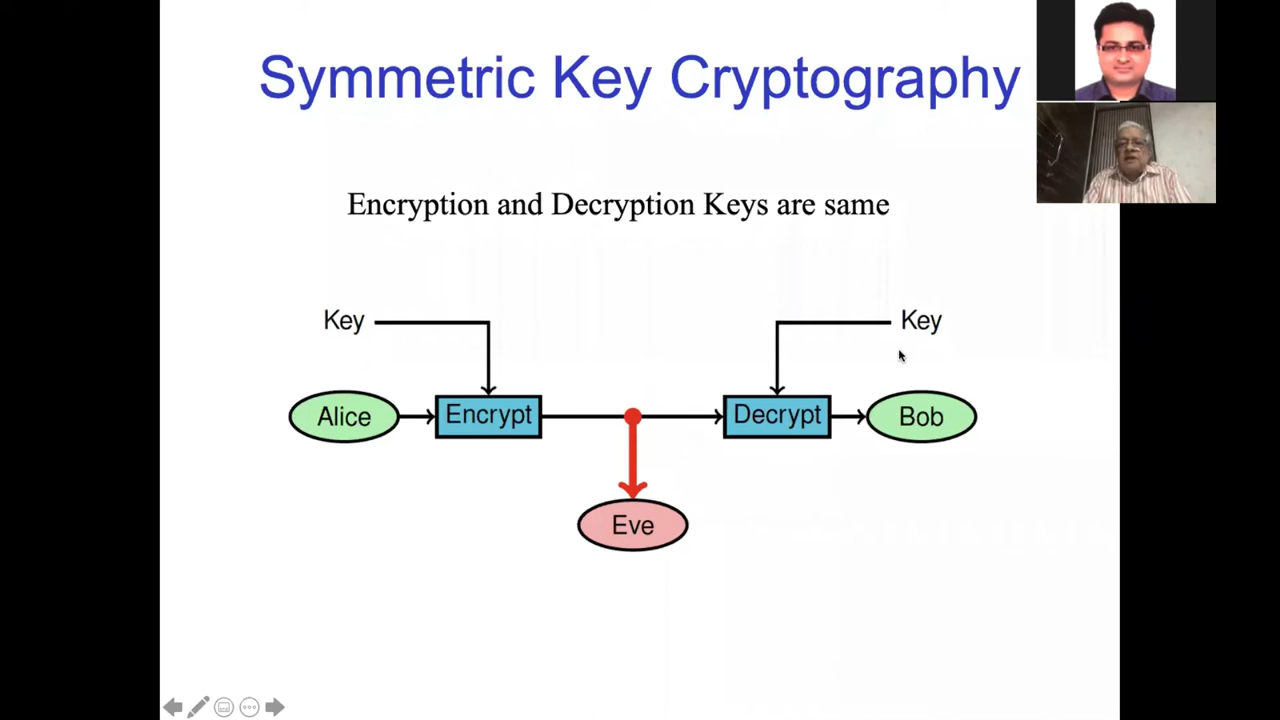 Symmetric Key Cryptography
Encryption and Decryption Keys are same
Key Key
Alice Encrypt Decrypt Bob
Eve